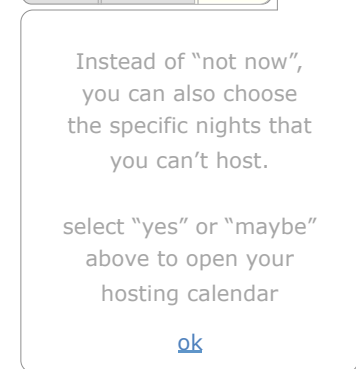 Instead of “not now”,
you can also choose
the specific nights that
you can’t host.
select “yes” or “maybe”
above to open your
hosting calendar
ok